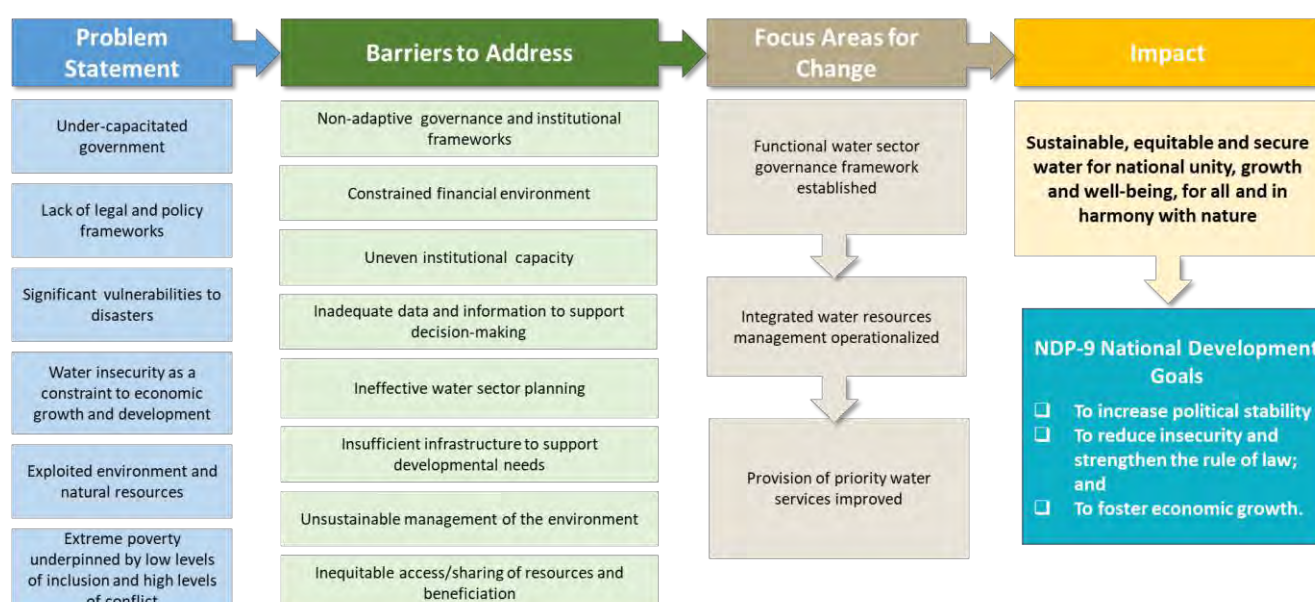 Problem
Statement
Barriers to Address
Focus Areas for
Change
Impact
Under-capacitated
government
Lack of legal and policy
frameworks
Significant vulnerabilities to
disasters
Water insecurity as a
constraint to economic
growth and development
Exploited environment and
natural resources
Extreme poverty
underpinned by low levels
of inclusion and high levels
of conflict
Non-adaptive governance and institutional
frameworks
Constrained financial environment
Uneven institutional capacity
Inadequate data and information to support
decision-making
Ineffective water sector planning
Insufficient infrastructure to support
developmental needs
Unsustainable management of the environment
Inequitable access/sharing of resources and
beneficiation
Functional water sector
governance framework
established
Integrated water resources
management operationalized
Provision of priority water
services improved
Sustainable, equitable and secure
water for national unity, growth
and well-being, for all and in
harmony with nature
NDP-9 National Development
Goals
❑ To increase political stability
❑ To reduce insecurity and
strengthen the rule of law;
and
❑ To foster economic growth.